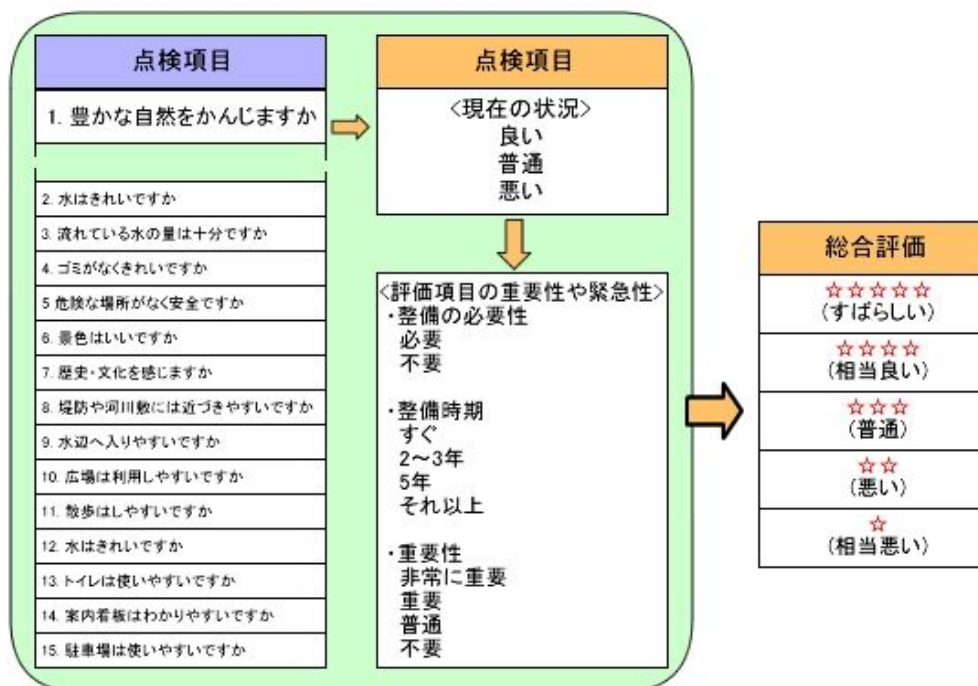 点検項目
1. 豊かな自然をかんじますか
2. 水はきれいですか
3. 流れている水の量は十分ですか
4. ゴミがなくきれいですか
5 危険な場所がなく安全ですか
6. 景色はいいですか
7. 歴史・文化を感じますか
8. 堤防や河川敷には近づきやすいですか
9. 水辺へ入りやすいですか
10. 広場は利用しやすいですか
11. 散歩はしやすいですか
12. 水はきれいですか
13. トイレは使いやすいですか
14. 案内看板はわかりやすいですか
15. 駐車場は使いやすいですか
点検項目
<現在の状況>
良い
普通
悪い
<評価項目の重要性や緊急性>
・整備の必要性
必要
不要
・整備時期
すぐ
2～3年
5年
それ以上
・重要性
非常に重要
重要
普通
不要
総合評価
☆☆☆☆☆
(すばらしい)
☆☆☆☆
(相当良い)
☆☆☆
(普通)
☆☆
(悪い)
☆
(相当悪い)